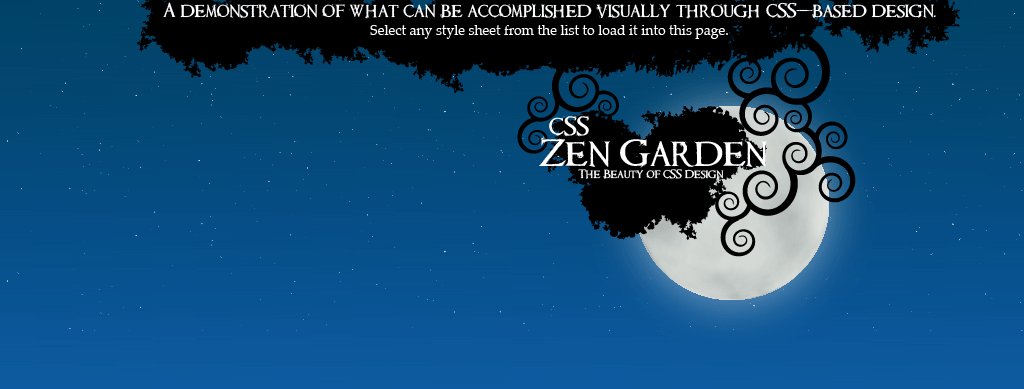 A demonstration of what can be accomplished visually through CSS—based design.
Select any style sheet from the list to load it into this page.
CSS
Zen Garden
The Beauty of CSS Design